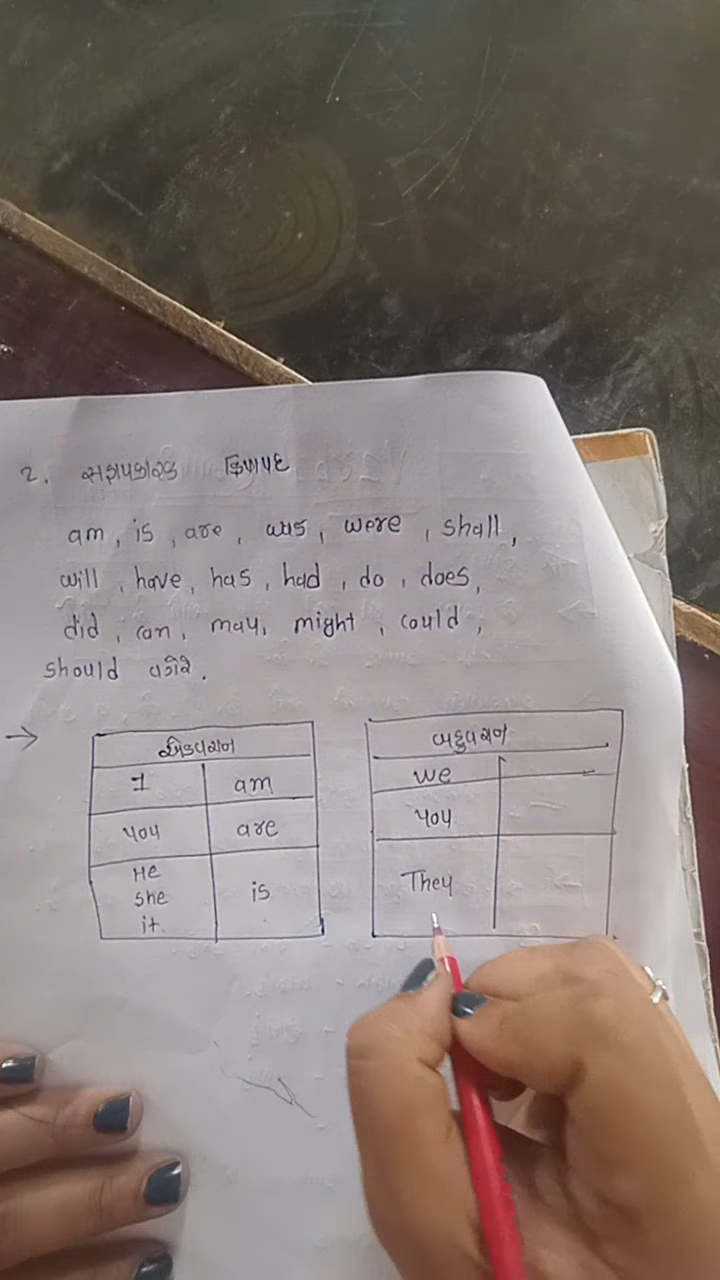 2. સહાયકારક ક્રિયાપદ
am, is, are, was, were, shall,
will, have, has, had, do, does,
did, can, may, might, could,
should વગેરે.
→
એકવચન
I am
you are
He
she is
it
બહુવચન
we
you
They